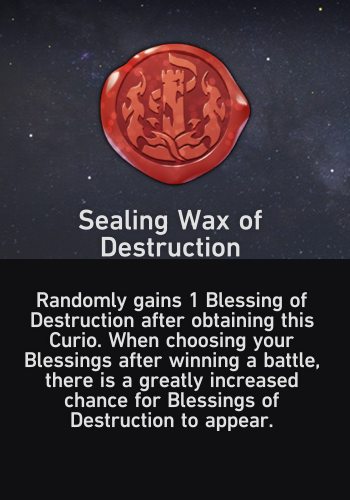 Sealing Wax of
Destruction
Randomly gains 1 Blessing of
Destruction after obtaining this
Curio. When choosing your
Blessings after winning a battle,
there is a greatly increased
chance for Blessings of
Destruction to appear.